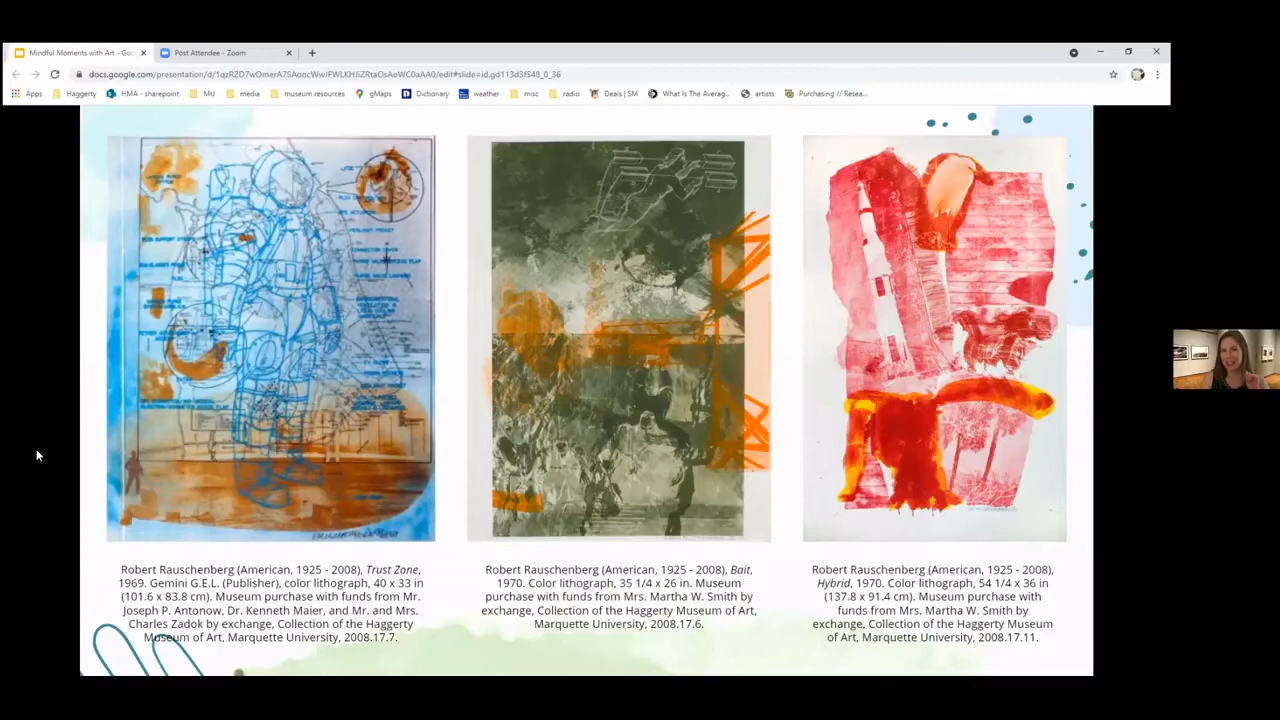 Mindful Moments with Art - Goo
Post Attendee - Zoom
docs.google.com/presentation/d/1qzRZD7wOmerA7SAoocWwJFWLKHJiZRtaOsAoWC0aAA0/edit#slide=id.gd113d3f548_0_36
Apps Haggerty HMA - sharepoint MU media museum resources gMaps Dictionary weather misc radio Deals | SM What Is The Averag... artists Purchasing // Resea...
Robert Rauschenberg (American, 1925 - 2008), Trust Zone,
1969. Gemini G.E.L. (Publisher), color lithograph, 40 x 33 in
(101.6 x 83.8 cm). Museum purchase with funds from Mr.
Joseph P. Antonow, Dr. Kenneth Maier, and Mr. and Mrs.
Charles Zadok by exchange, Collection of the Haggerty
Museum of Art, Marquette University, 2008.17.7.
Robert Rauschenberg (American, 1925 - 2008), Bait,
1970. Color lithograph, 35 1/4 x 26 in. Museum
purchase with funds from Mrs. Martha W. Smith by
exchange, Collection of the Haggerty Museum of Art,
Marquette University, 2008.17.6.
Robert Rauschenberg (American, 1925 - 2008),
Hybrid, 1970. Color lithograph, 54 1/4 x 36 in
(137.8 x 91.4 cm). Museum purchase with
funds from Mrs. Martha W. Smith by
exchange, Collection of the Haggerty Museum
of Art, Marquette University, 2008.17.11.